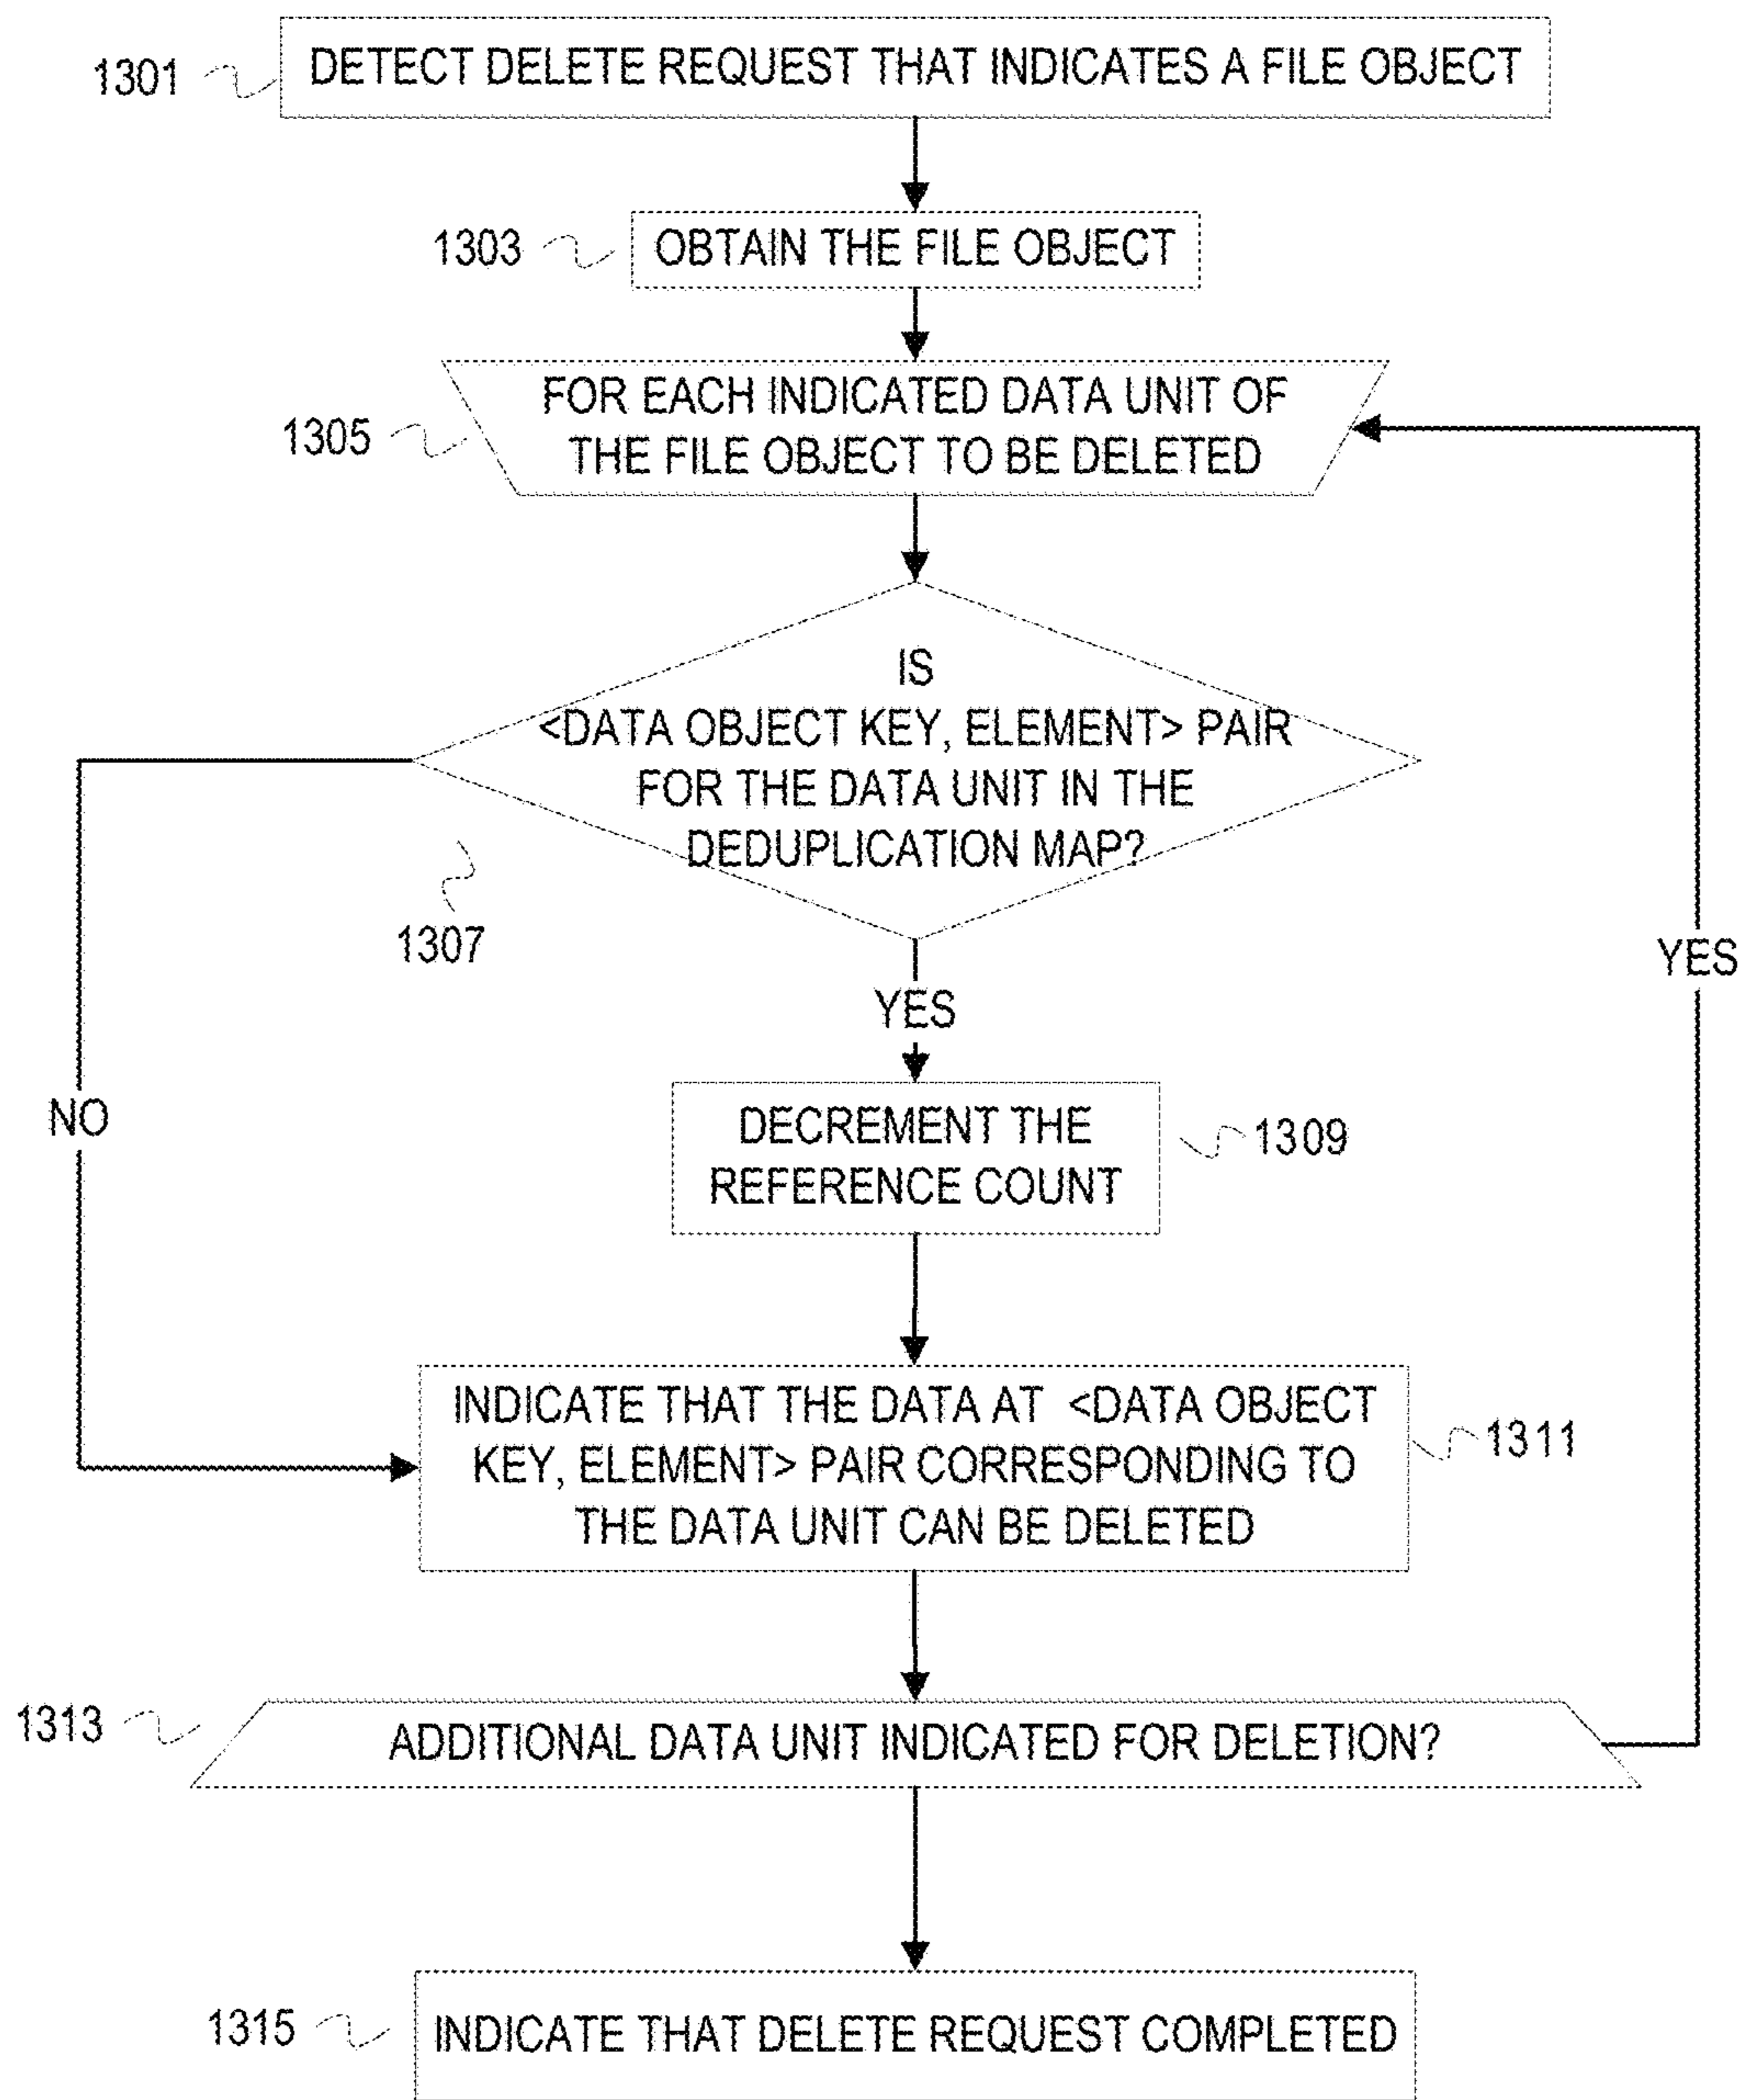 1301
DETECT DELETE REQUEST THAT INDICATES A FILE OBJECT
1303
OBTAIN THE FILE OBJECT
1305
FOR EACH INDICATED DATA UNIT OF
THE FILE OBJECT TO BE DELETED
IS
<DATA OBJECT KEY, ELEMENT> PAIR
FOR THE DATA UNIT IN THE
DEDUPLICATION MAP?
1307
YES
YES
NO
DECREMENT THE
REFERENCE COUNT
1309
INDICATE THAT THE DATA AT <DATA OBJECT
KEY, ELEMENT> PAIR CORRESPONDING TO
THE DATA UNIT CAN BE DELETED
1311
1313
ADDITIONAL DATA UNIT INDICATED FOR DELETION?
1315
INDICATE THAT DELETE REQUEST COMPLETED